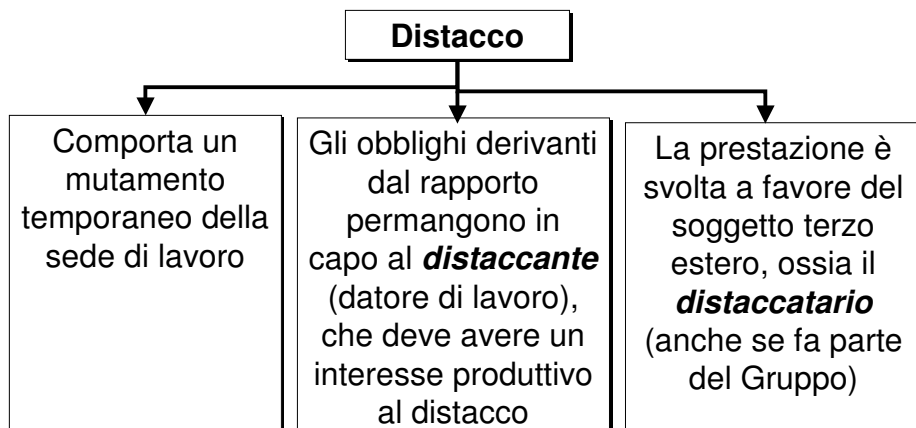 Distacco
Comporta un
mutamento
temporaneo della
sede di lavoro
Gli obblighi derivanti
dal rapporto
permangono in
capo al distaccante
(datore di lavoro),
che deve avere un
interesse produttivo
al distacco
La prestazione è
svolta a favore del
soggetto terzo
estero, ossia il
distaccatario
(anche se fa parte
del Gruppo)